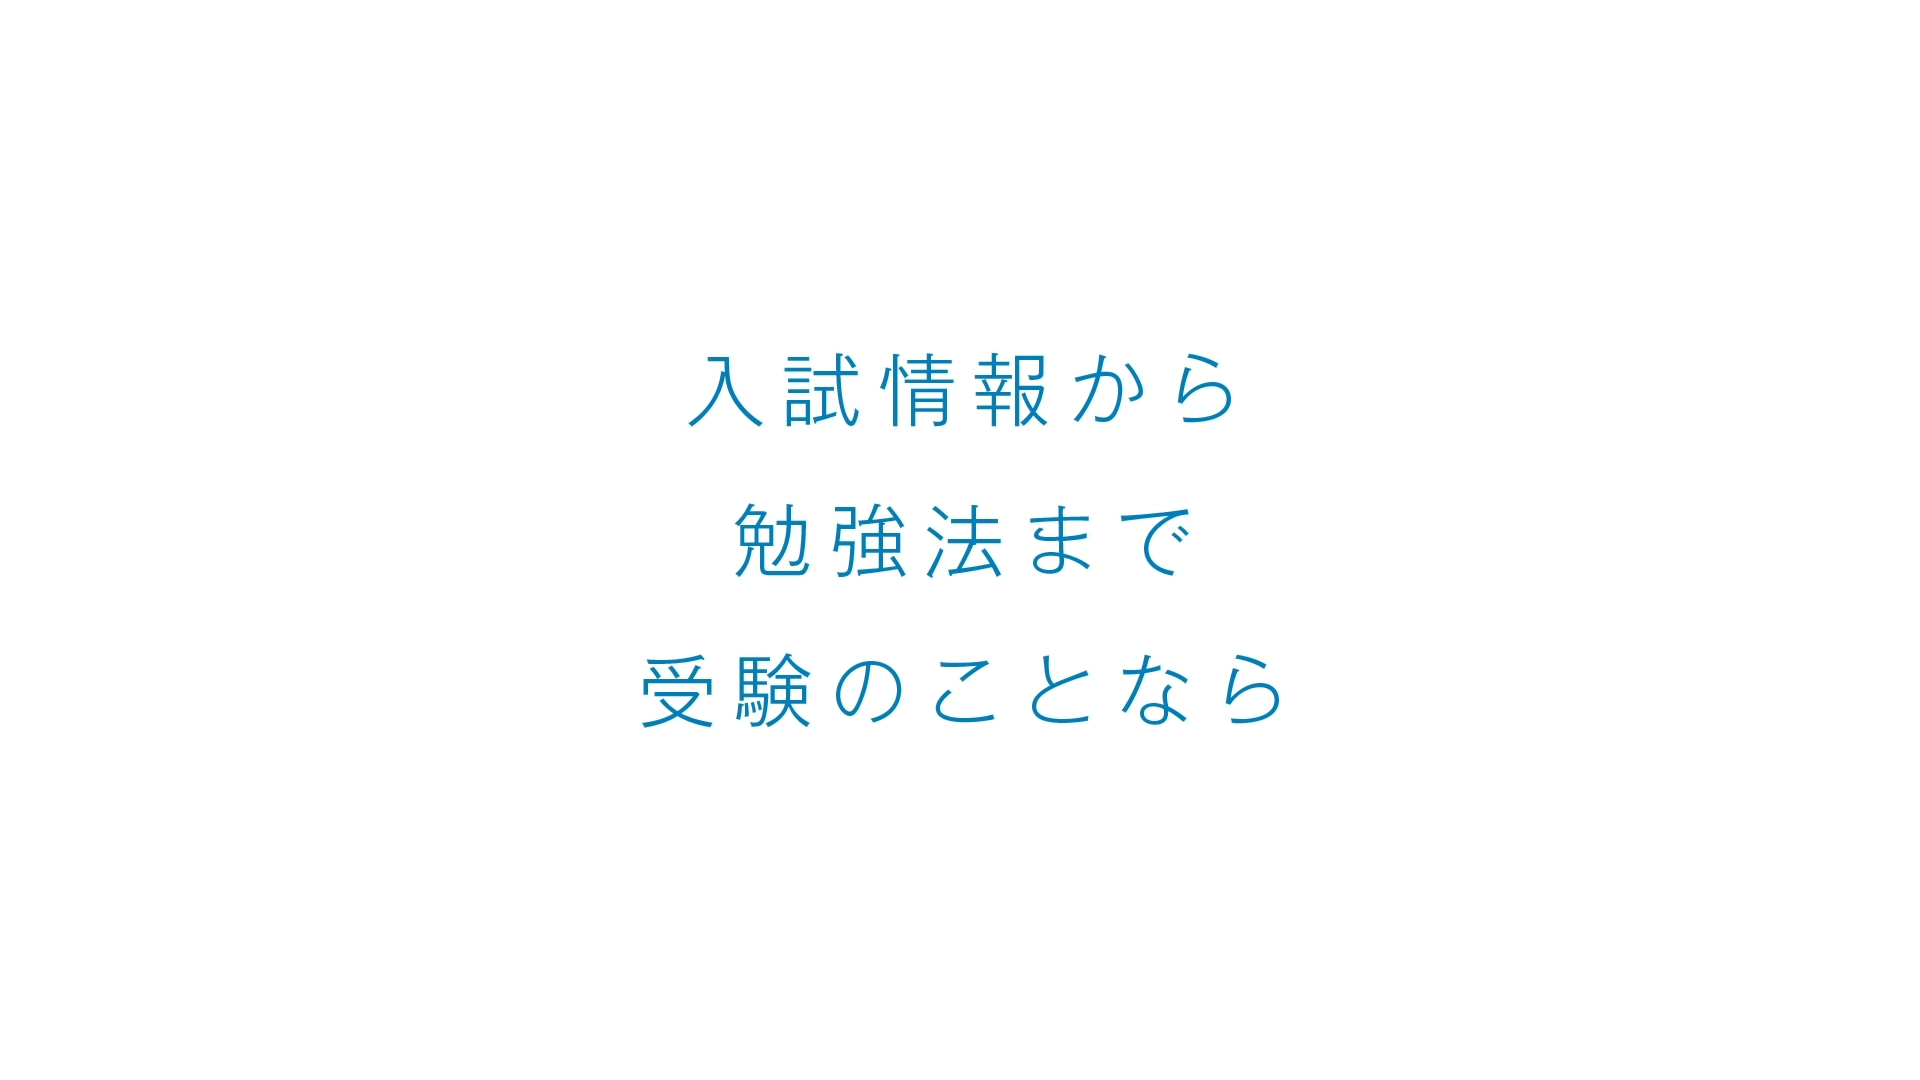 入試情報から
勉強法まで
受験のことなら